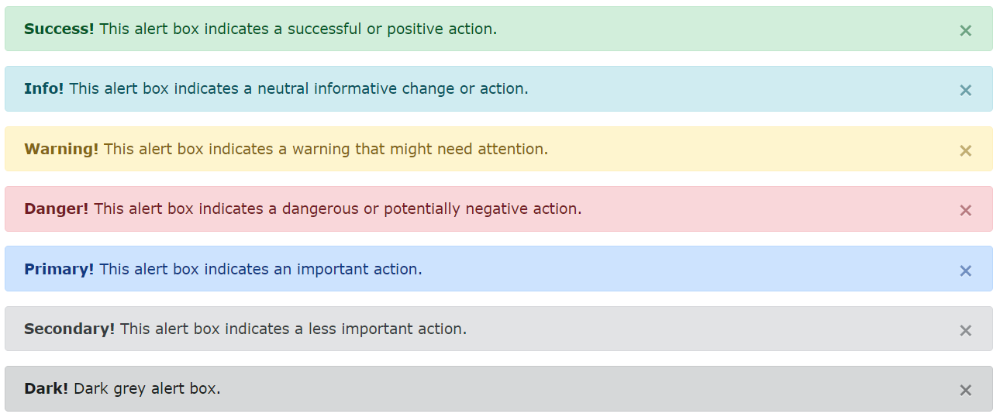 Success! This alert box indicates a successful or positive action. ×
Info! This alert box indicates a neutral informative change or action. ×
Warning! This alert box indicates a warning that might need attention. ×
Danger! This alert box indicates a dangerous or potentially negative action. ×
Primary! This alert box indicates an important action. ×
Secondary! This alert box indicates a less important action. ×
Dark! Dark grey alert box. ×